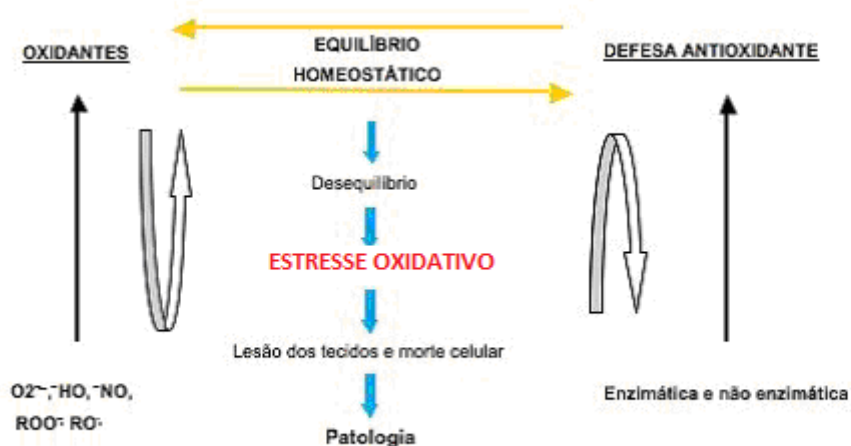 OXIDANTES
EQUILÍBRIO
HOMEOSTÁTICO
DEFESA ANTIOXIDANTE
Desequilíbrio
ESTRESSE OXIDATIVO
Lesão dos tecidos e morte celular
Patologia
O2⁻·,⁻HO,⁻NO,
ROO⁻· RO⁻·
Enzimática e não enzimática